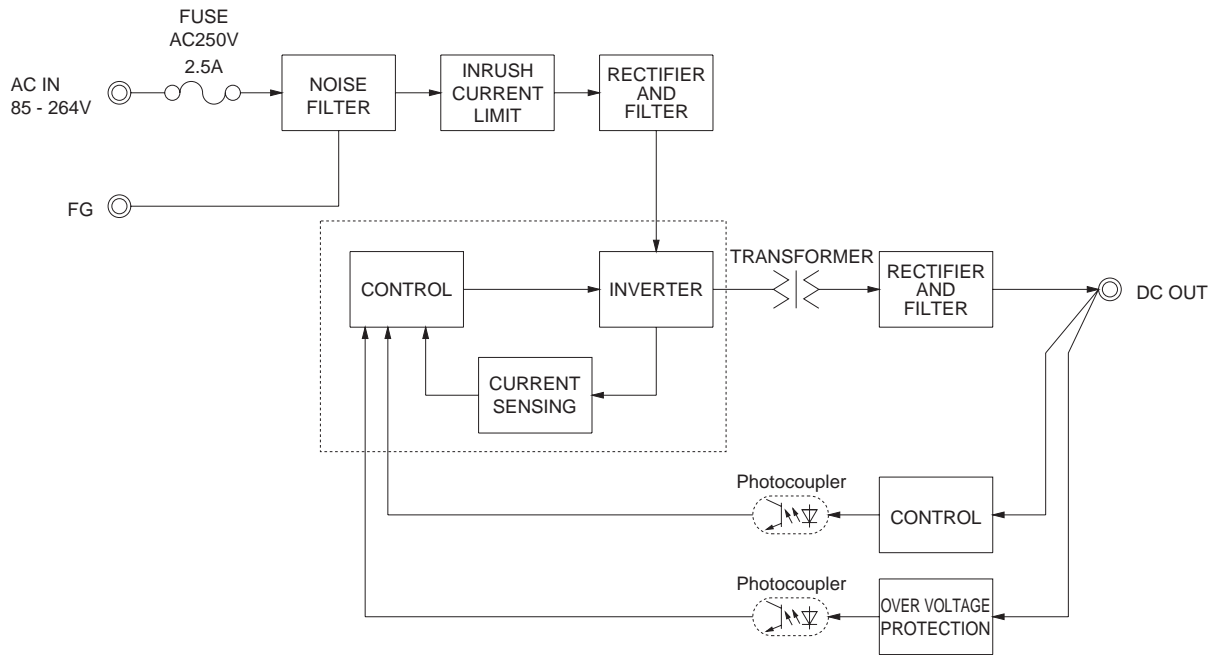 FUSE
AC250V
2.5A
AC IN
85 - 264V
NOISE
FILTER
INRUSH
CURRENT
LIMIT
RECTIFIER
AND
FILTER
FG
CONTROL
INVERTER
TRANSFORMER
RECTIFIER
AND
FILTER
DC OUT
CURRENT
SENSING
Photocoupler
CONTROL
Photocoupler
OVER VOLTAGE
PROTECTION